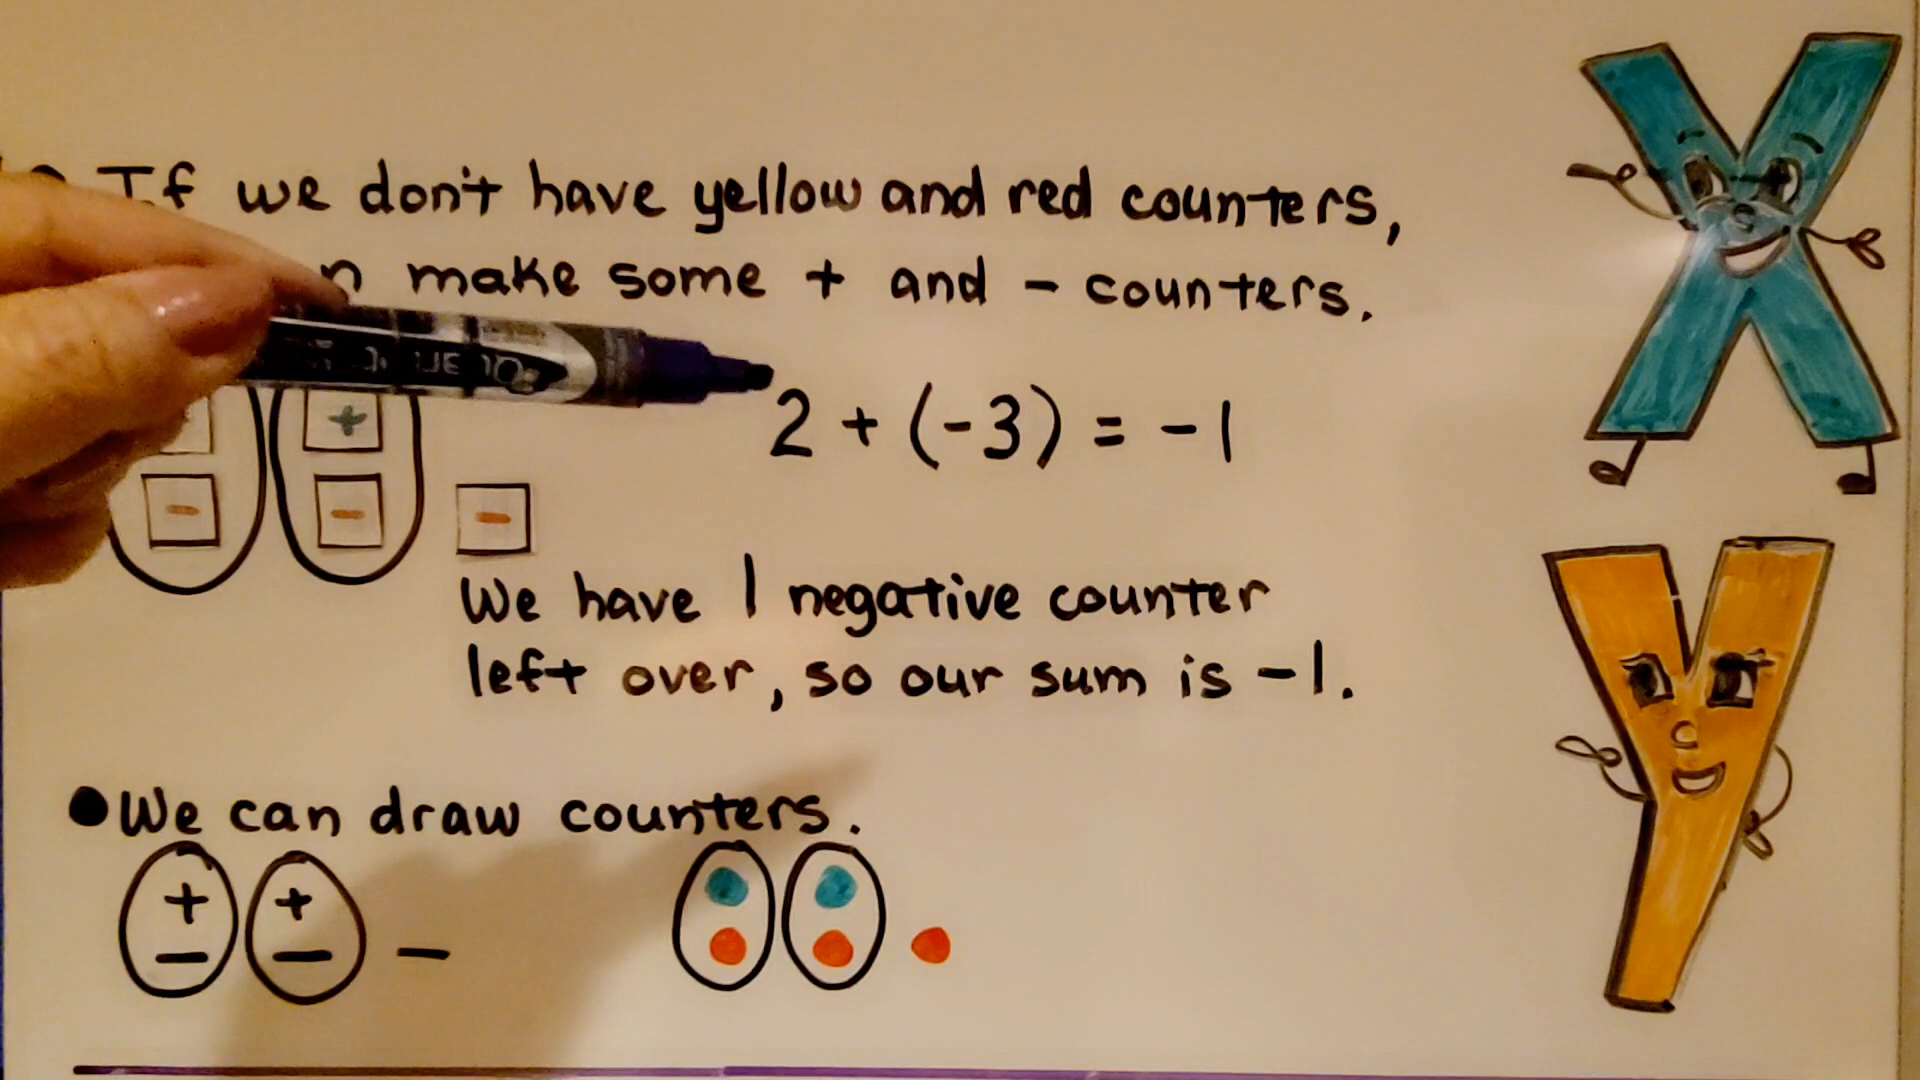 If we don't have yellow and red counters,
make some + and - counters.
+
2 + (-3) = -1
- - -
We have 1 negative counter
left over, so our sum is -1.
● We can draw counters.
+ +
- - -